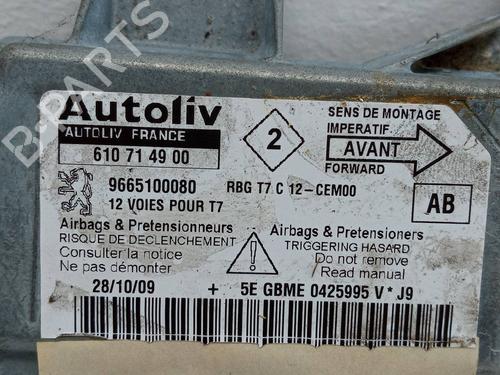 B-PARTS
Autoliv
AUTOLIV FRANCE
610 71 49 00
2
SENS DE MONTAGE
IMPERATIF
AVANT
FORWARD
9665100080
RBG T7 C 12-CEM00
12 VOIES POUR T7
AB
Airbags & Pretensionneurs
RISQUE DE DECLENCHEMENT
Consulter la notice
Ne pas démonter
Airbags & Pretensioners
TRIGGERING HASARD
Do not remove
Read manual
28/10/09 + 5E GBME 0425995 V * J9